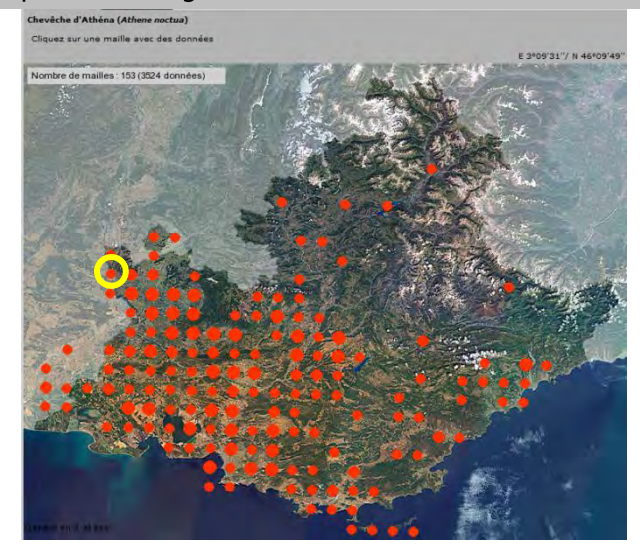 Chevêche d'Athéna (Athene noctua)
Cliquez sur une maille avec des données
E 3°09'31''/ N 46°09'49''
Nombre de mailles : 153 (3524 données)